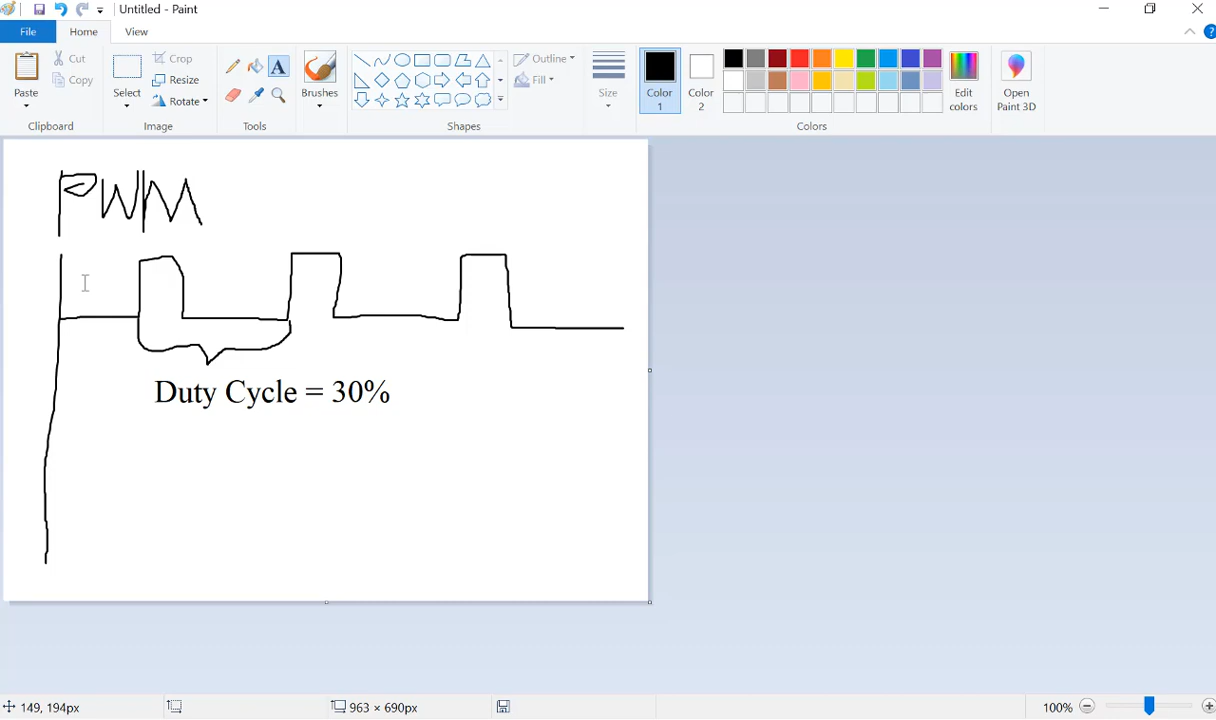 Untitled - Paint
File Home View
Paste
Cut
Copy
Clipboard
Select
Crop
Resize
Rotate
Image
A
Tools
Brushes
Shapes
Outline
Fill
Size
Color 1
Color 2
Colors
Edit colors
Open Paint 3D
PWM
Duty Cycle = 30%
149, 194px
963 × 690px
100%